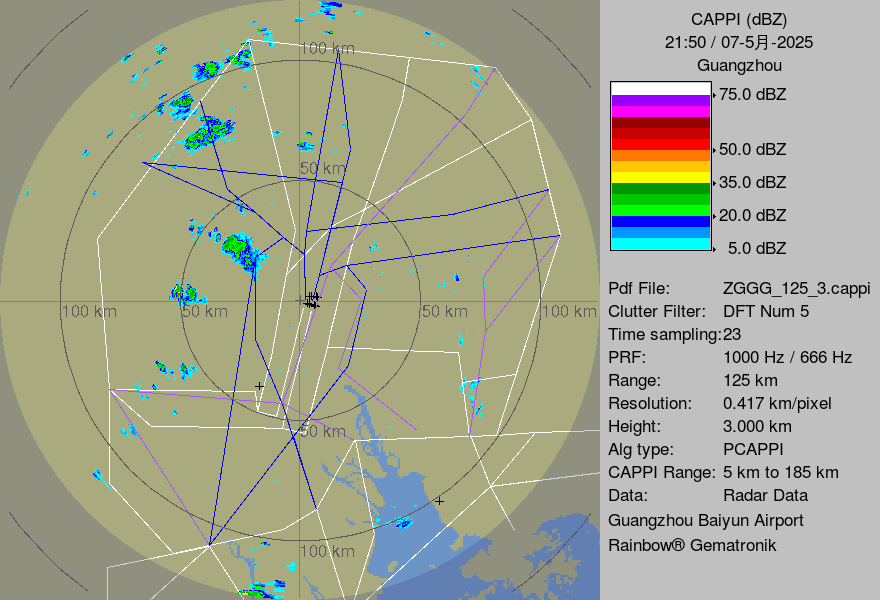 CAPPI (dBZ)
21:50 / 07-5月-2025
Guangzhou
75.0 dBZ
50.0 dBZ
35.0 dBZ
20.0 dBZ
5.0 dBZ
Pdf File: ZGGG_125_3.cappi
Clutter Filter: DFT Num 5
Time sampling:23
PRF: 1000 Hz / 666 Hz
Range: 125 km
Resolution: 0.417 km/pixel
Height: 3.000 km
Alg type: PCAPPI
CAPPI Range: 5 km to 185 km
Data: Radar Data
Guangzhou Baiyun Airport
Rainbow® Gematronik
100 km
50 km
100 km 50 km 50 km 100 km
50 km
100 km